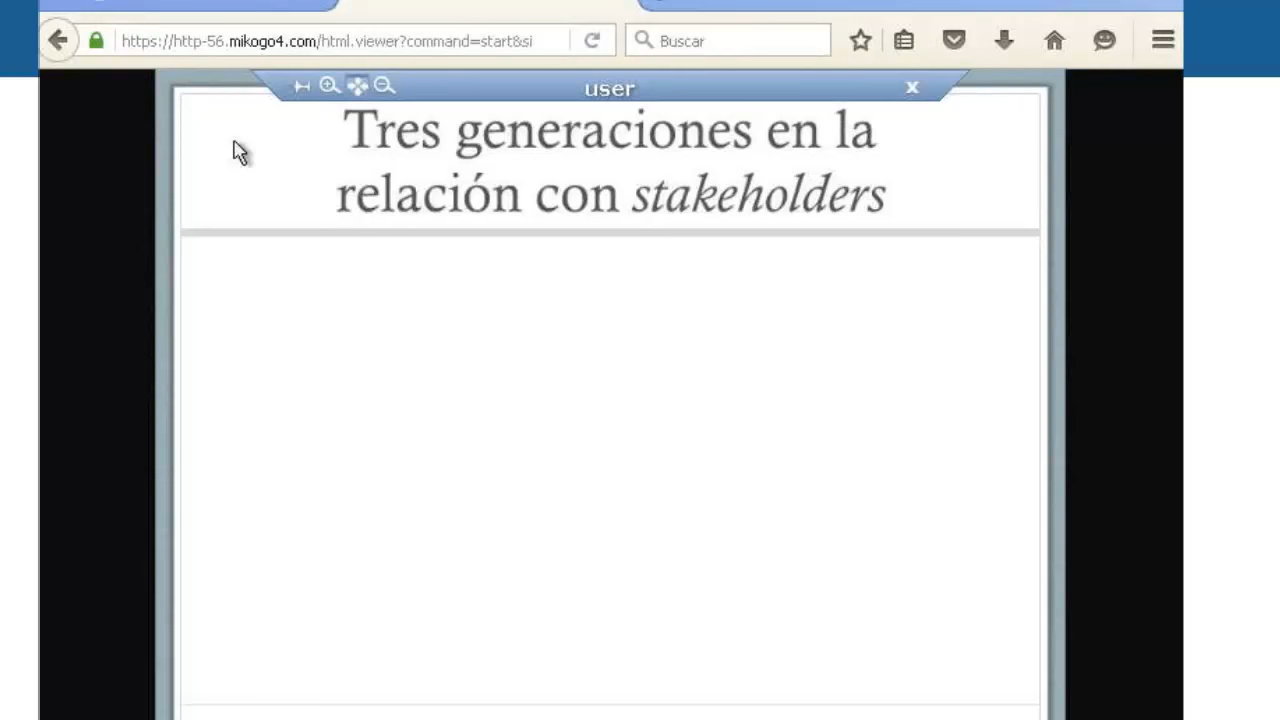 https://http-56.mikogo4.com/html.viewer?command=start&si
Buscar
user
x
Tres generaciones en la
relación con stakeholders